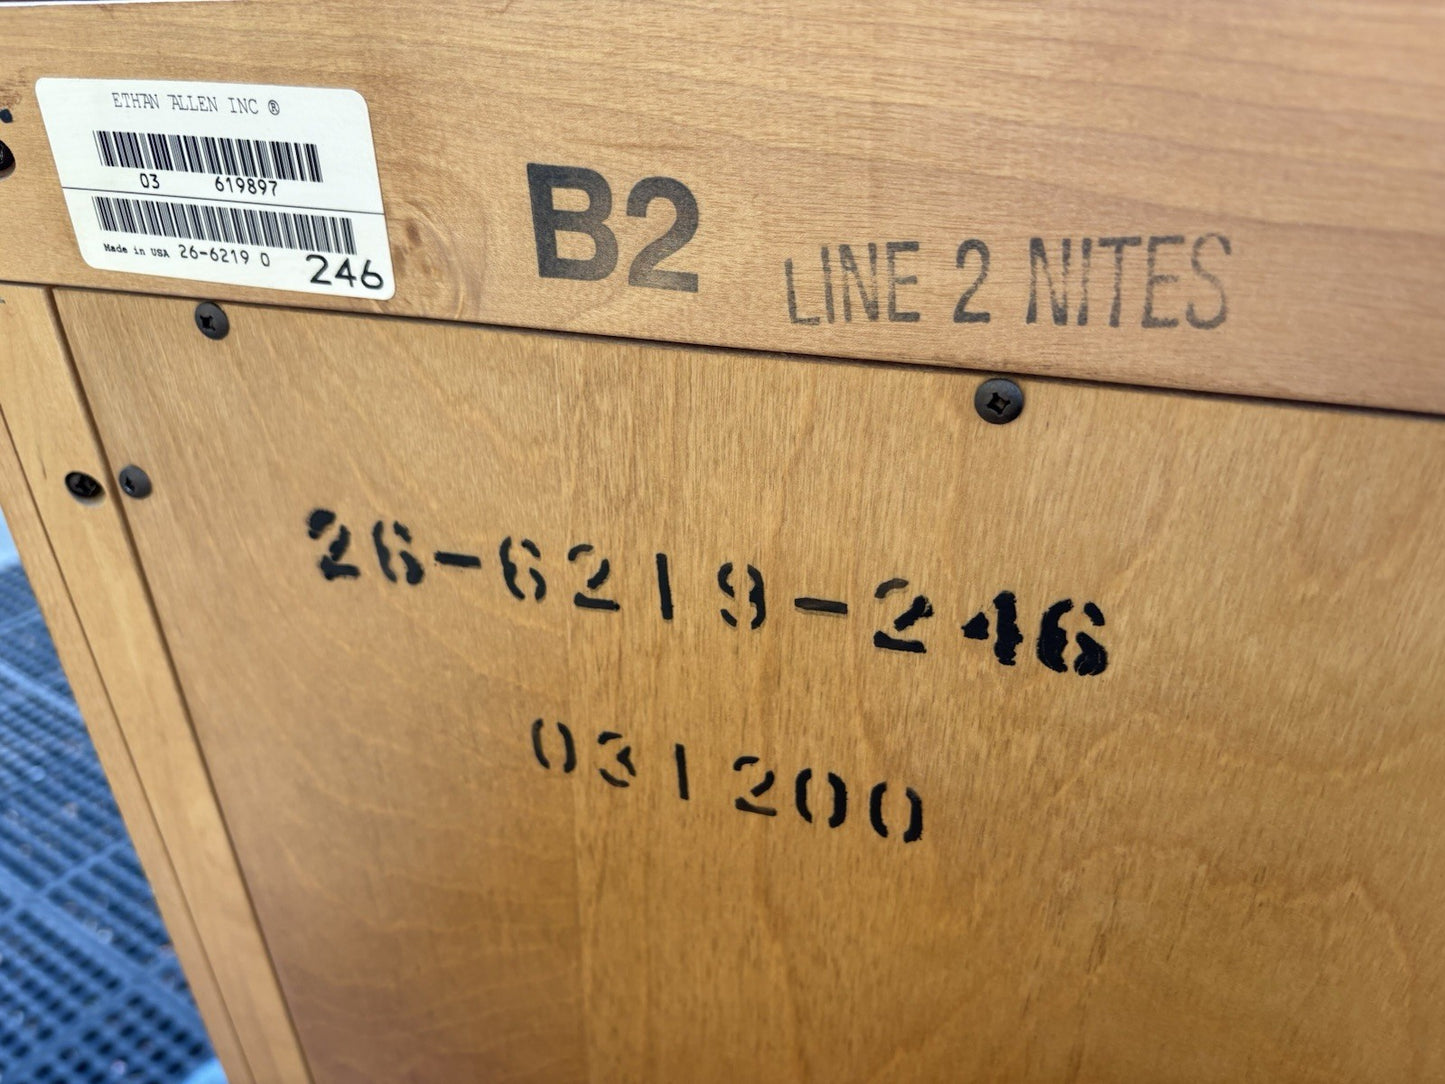 ETHAN ALLEN INC ®
03 619897
Made in USA 26-6219 0 246
B2
LINE 2 NITES
26-6219-246
031200